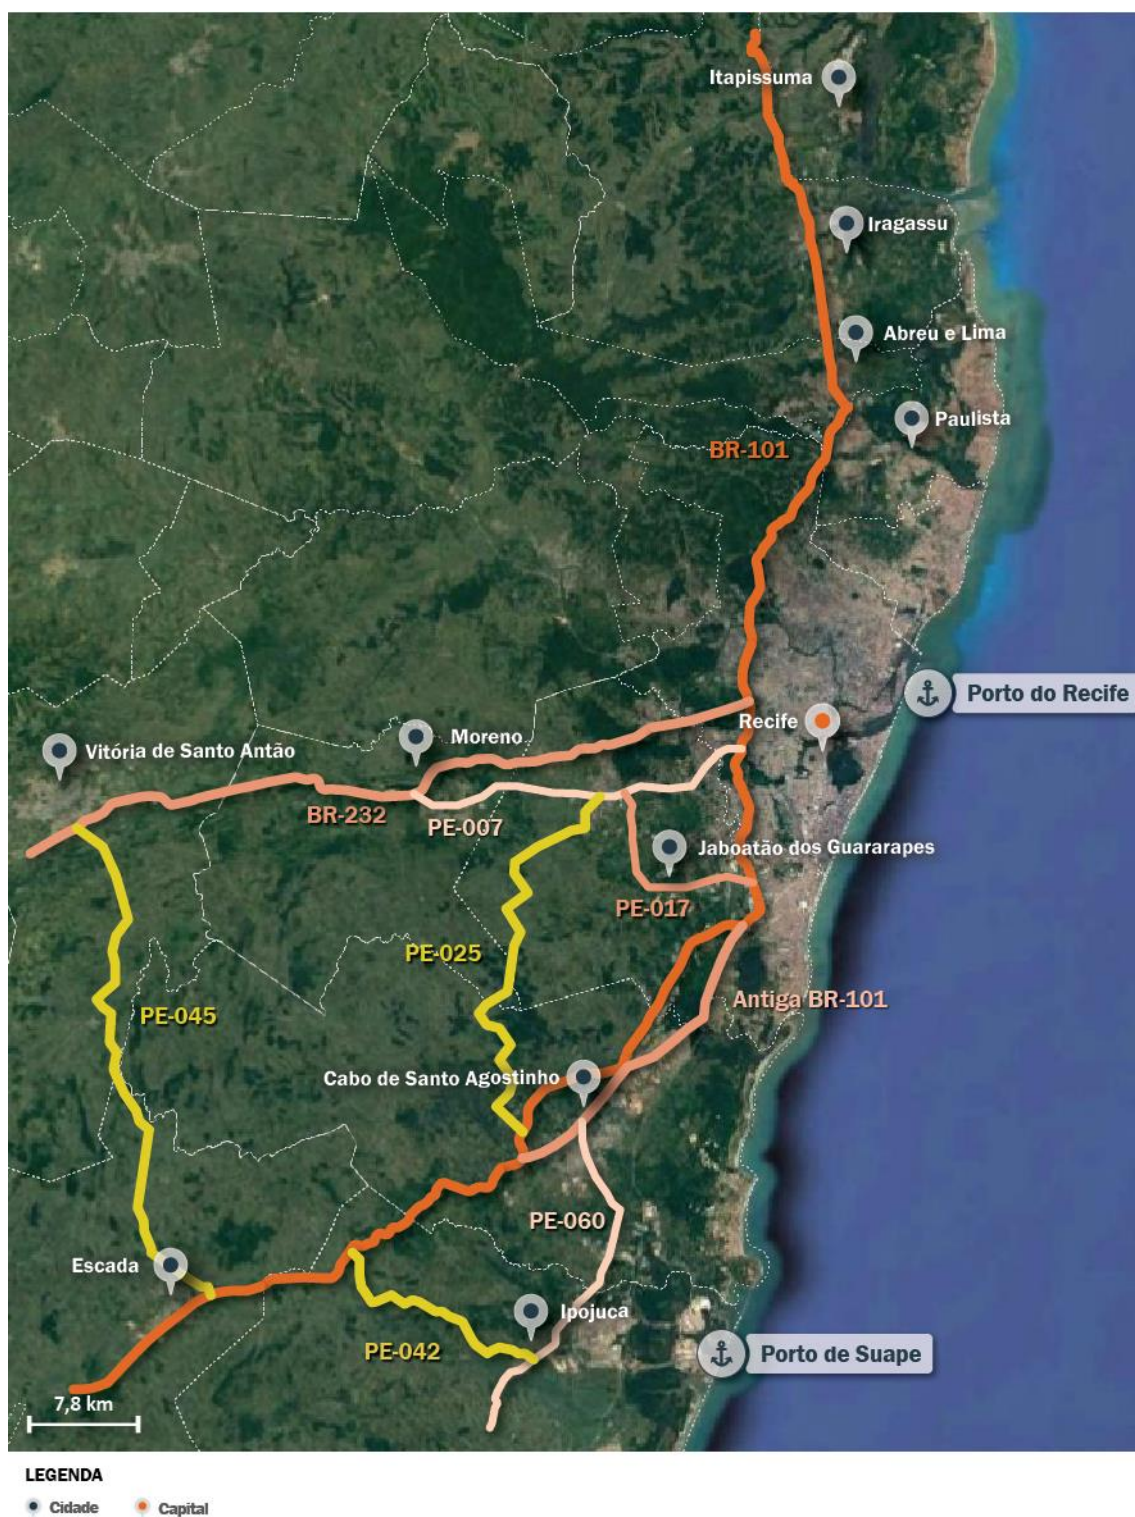 Itapissuma
Iragassu
Abreu e Lima
Paulista
BR-101
Porto do Recife
Recife
Moreno
Vitória de Santo Antão
BR-232
PE-007
Jaboatão dos Guararapes
PE-017
PE-025
Antiga BR-101
PE-045
Cabo de Santo Agostinho
PE-060
Escada
Ipojuca
PE-042
Porto de Suape
7,8 km
LEGENDA
Cidade
Capital